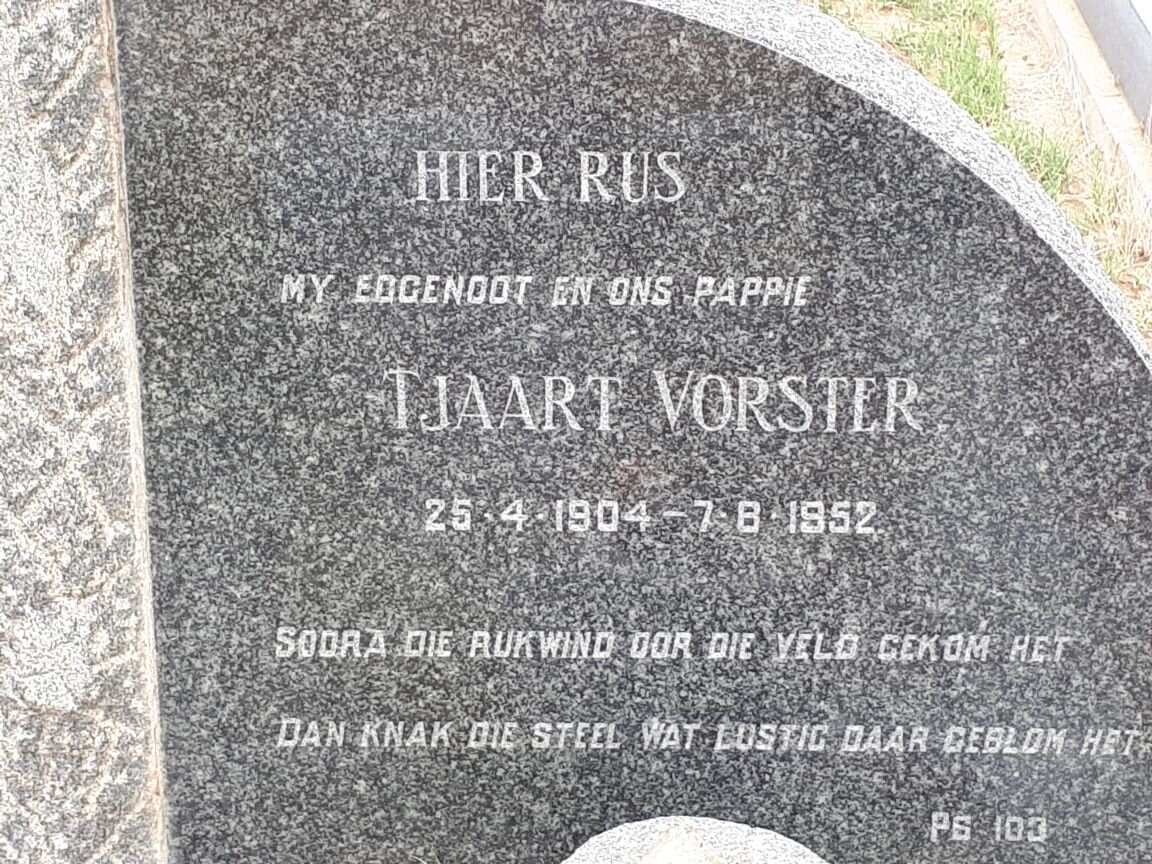 HIER RUS
MY EGGENOOT EN ONS PAPPIE
TJAART VORSTER
25·4·1904–7·8·1952
SODRA DIE RUKWIND OOR DIE VELD GEKOM HET
DAN KNAK DIE STEEL WAT LUSTIG DAAR GEBLOM HET
PS 103